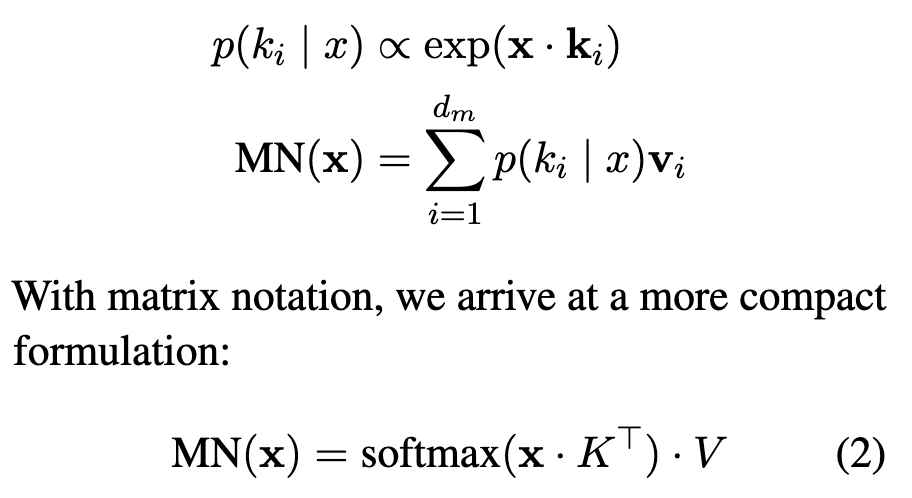 p(k_i | x) ∝ exp(𝐱 · 𝐤_i)
MN(𝐱) = ∑_{i=1}^{d_m} p(k_i | x)𝐯_i
With matrix notation, we arrive at a more compact
formulation:
MN(𝐱) = softmax(𝐱 · K^⊤) · V (2)